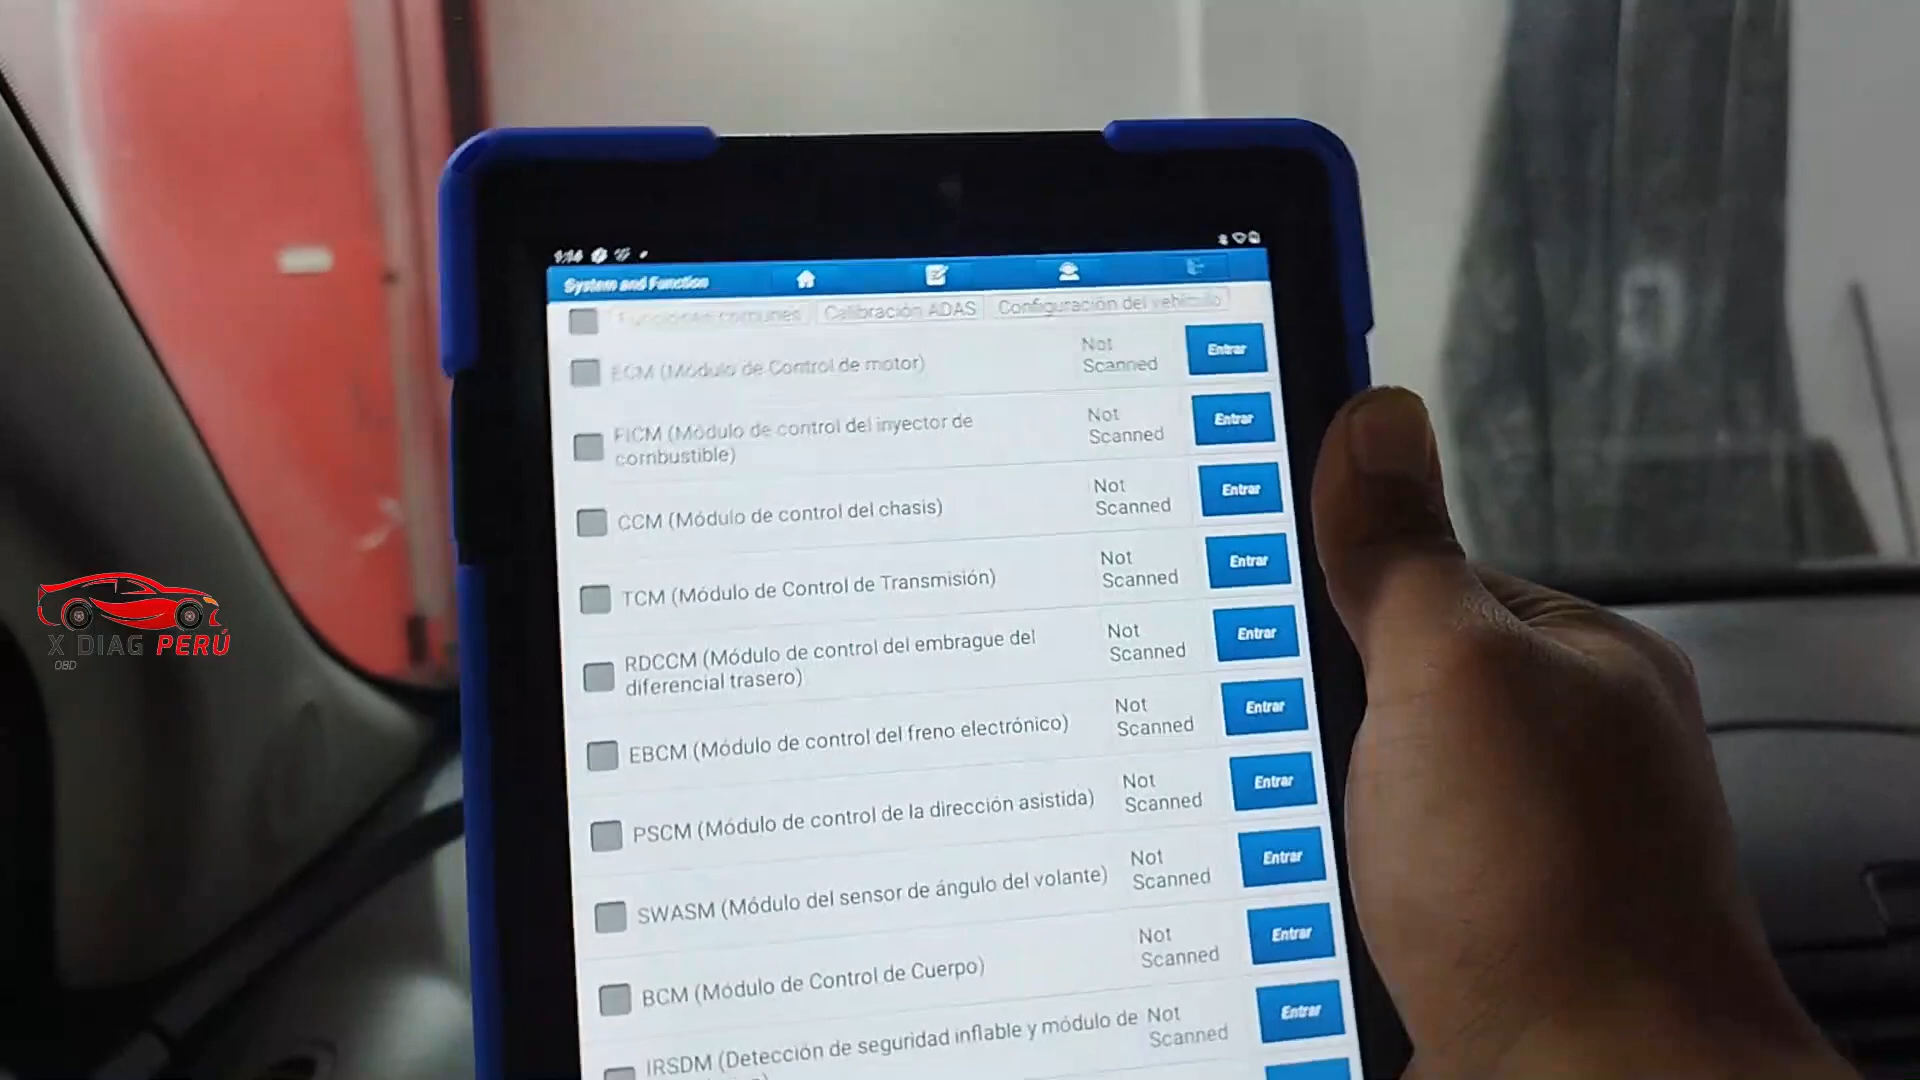 System and Function
Funciones comunes
Calibración ADAS
Configuración del vehículo
ECM (Módulo de Control de motor)
Not
Scanned
Entrar
FICM (Módulo de control del inyector de
combustible)
Not
Scanned
Entrar
CCM (Módulo de control del chasis)
Not
Scanned
Entrar
TCM (Módulo de Control de Transmisión)
Not
Scanned
Entrar
RDCCM (Módulo de control del embrague del
diferencial trasero)
Not
Scanned
Entrar
EBCM (Módulo de control del freno electrónico)
Not
Scanned
Entrar
PSCM (Módulo de control de la dirección asistida)
Not
Scanned
Entrar
SWASM (Módulo del sensor de ángulo del volante)
Not
Scanned
Entrar
BCM (Módulo de Control de Cuerpo)
Not
Scanned
Entrar
IRSDM (Detección de seguridad inflable y módulo de
Not
Scanned
Entrar
X DIAG PERÚ
OBD